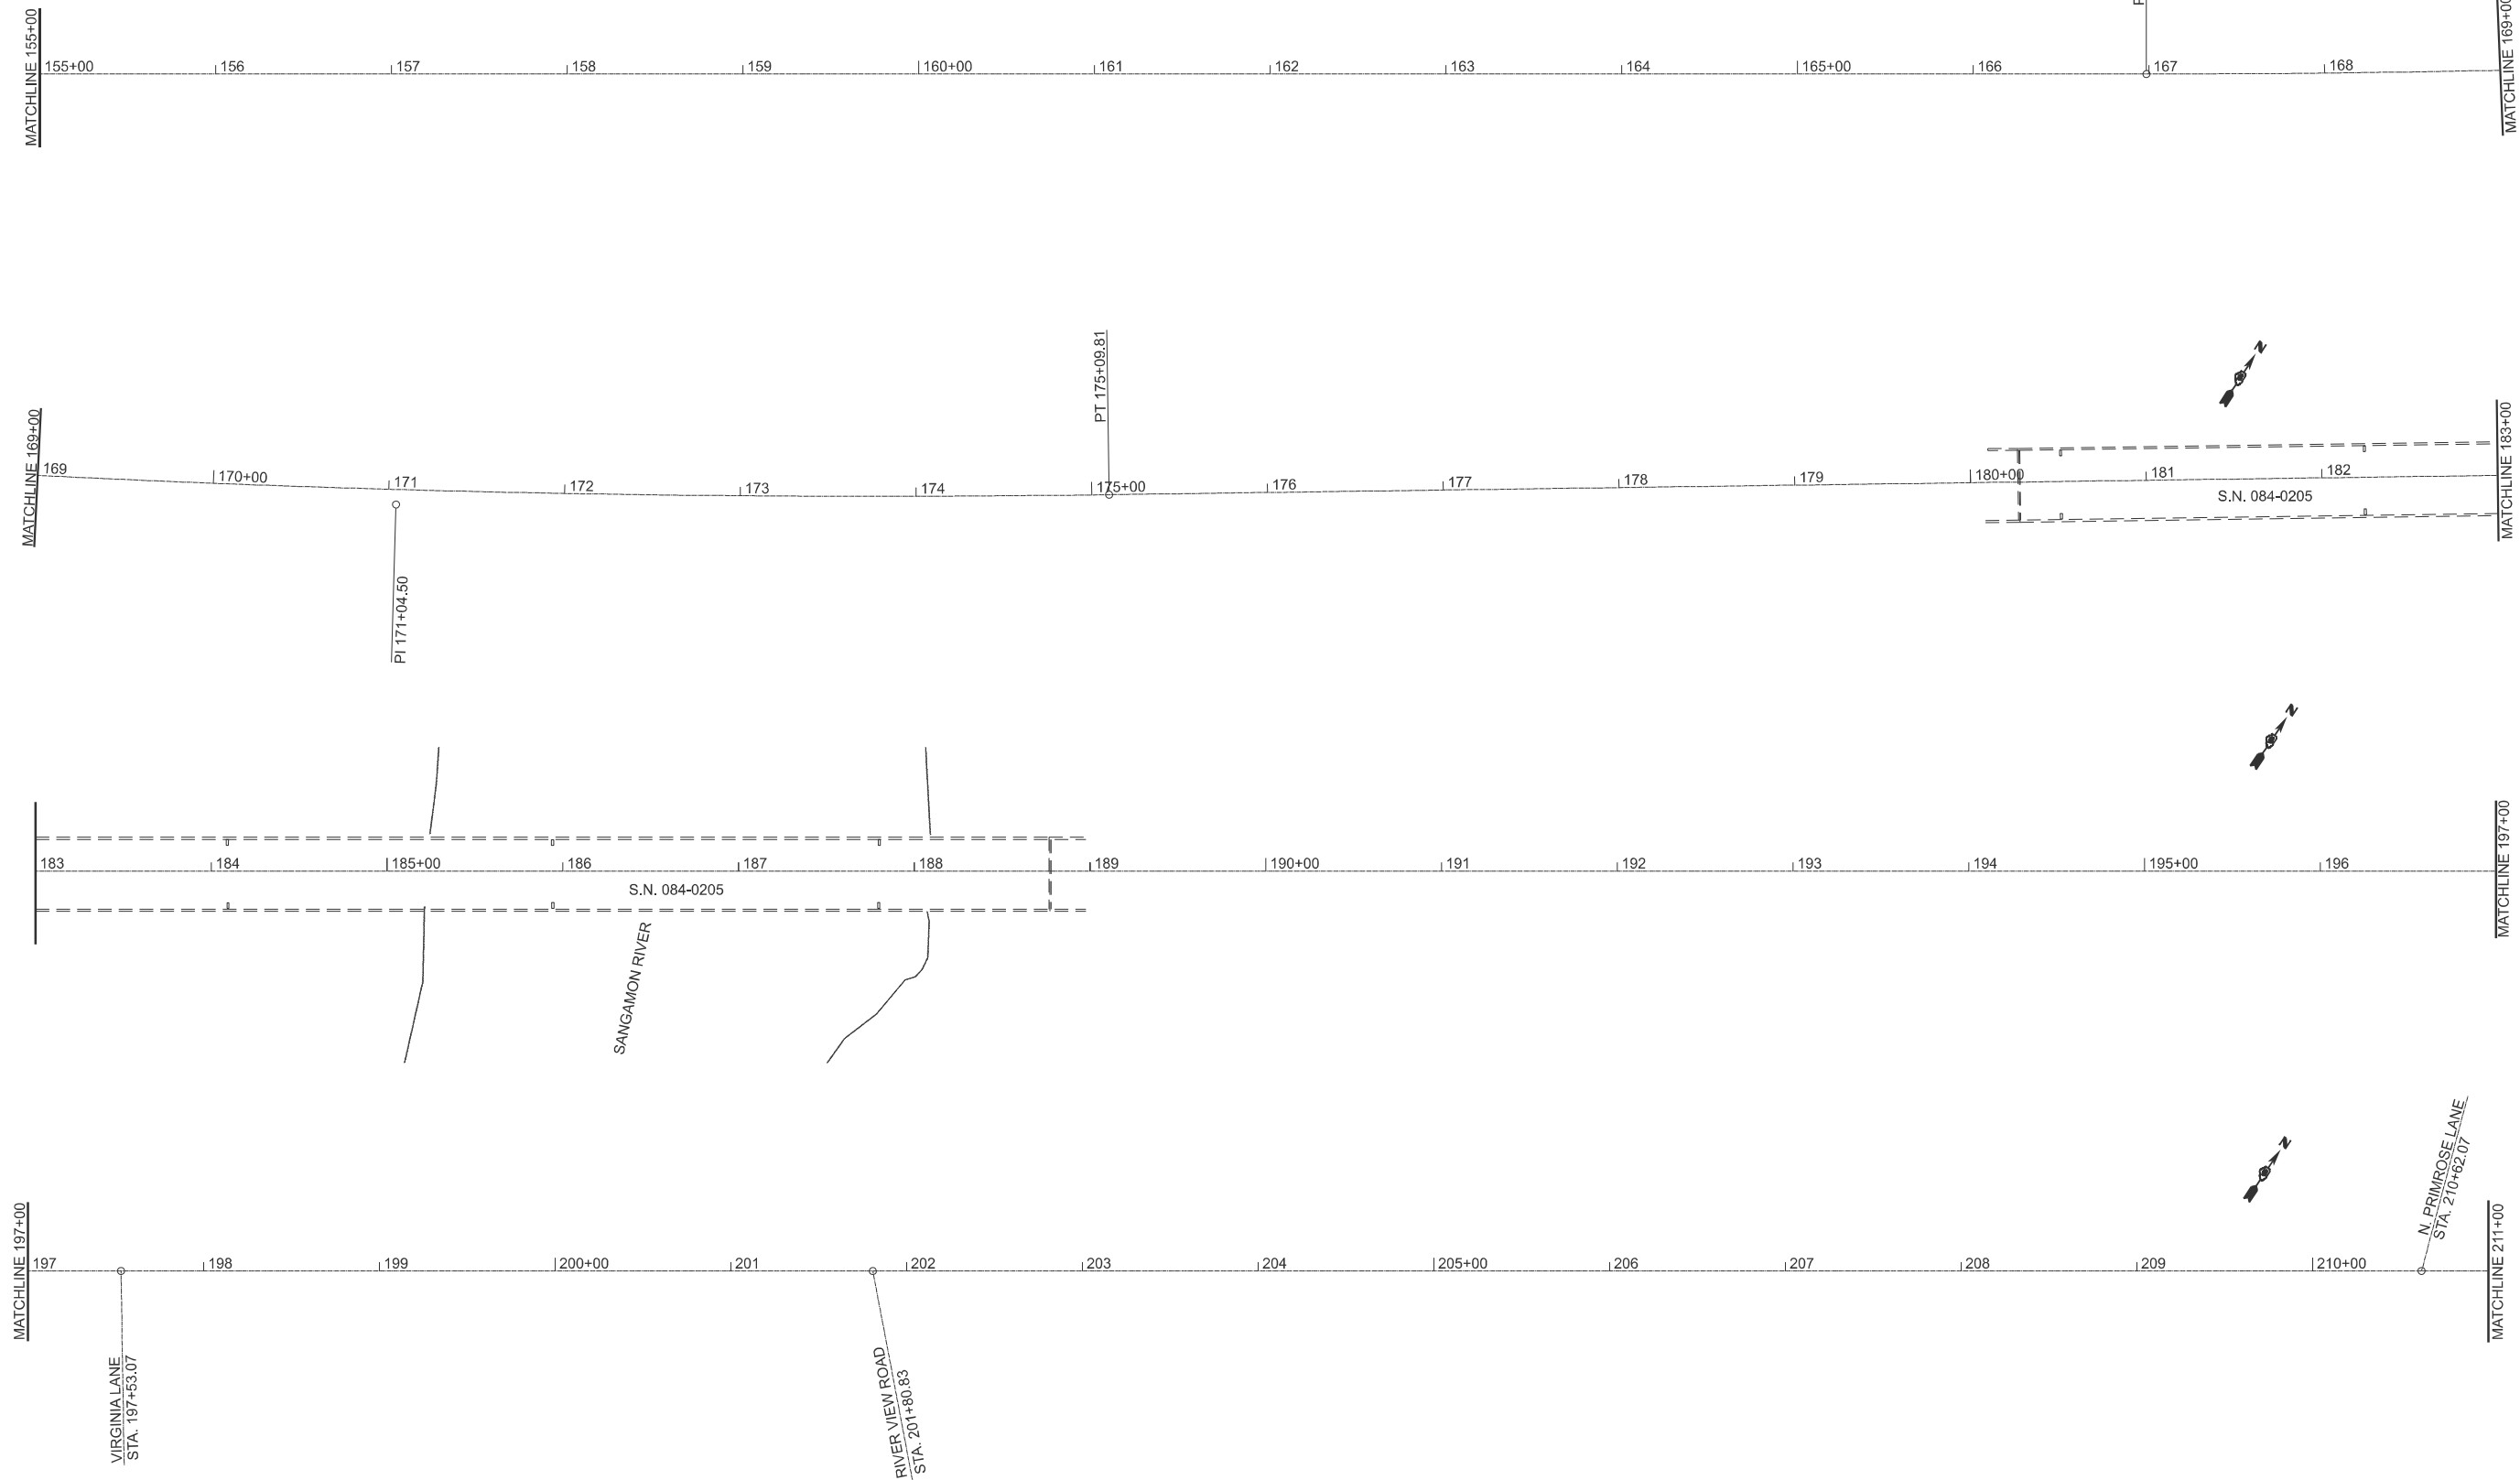 MATCHLINE 155+00
155+00
156
157
158
159
160+00
161
162
163
164
165+00
166
167
168
MATCHLINE 169+00
MATCHLINE 169+00
169
170+00
171
172
173
174
175+00
176
177
178
179
180+00
181
182
MATCHLINE 183+00
PT 175+09.81
PI 171+04.50
N
S.N. 084-0205
183
184
185+00
186
187
188
189
190+00
191
192
193
194
195+00
196
MATCHLINE 197+00
N
S.N. 084-0205
SANGAMON RIVER
MATCHLINE 197+00
197
198
199
200+00
201
202
203
204
205+00
206
207
208
209
210+00
MATCHLINE 211+00
N
N. PRIMROSE LANE
STA. 210+62.07
VIRGINIA LANE
STA. 197+53.07
RIVER VIEW ROAD
STA. 201+80.83